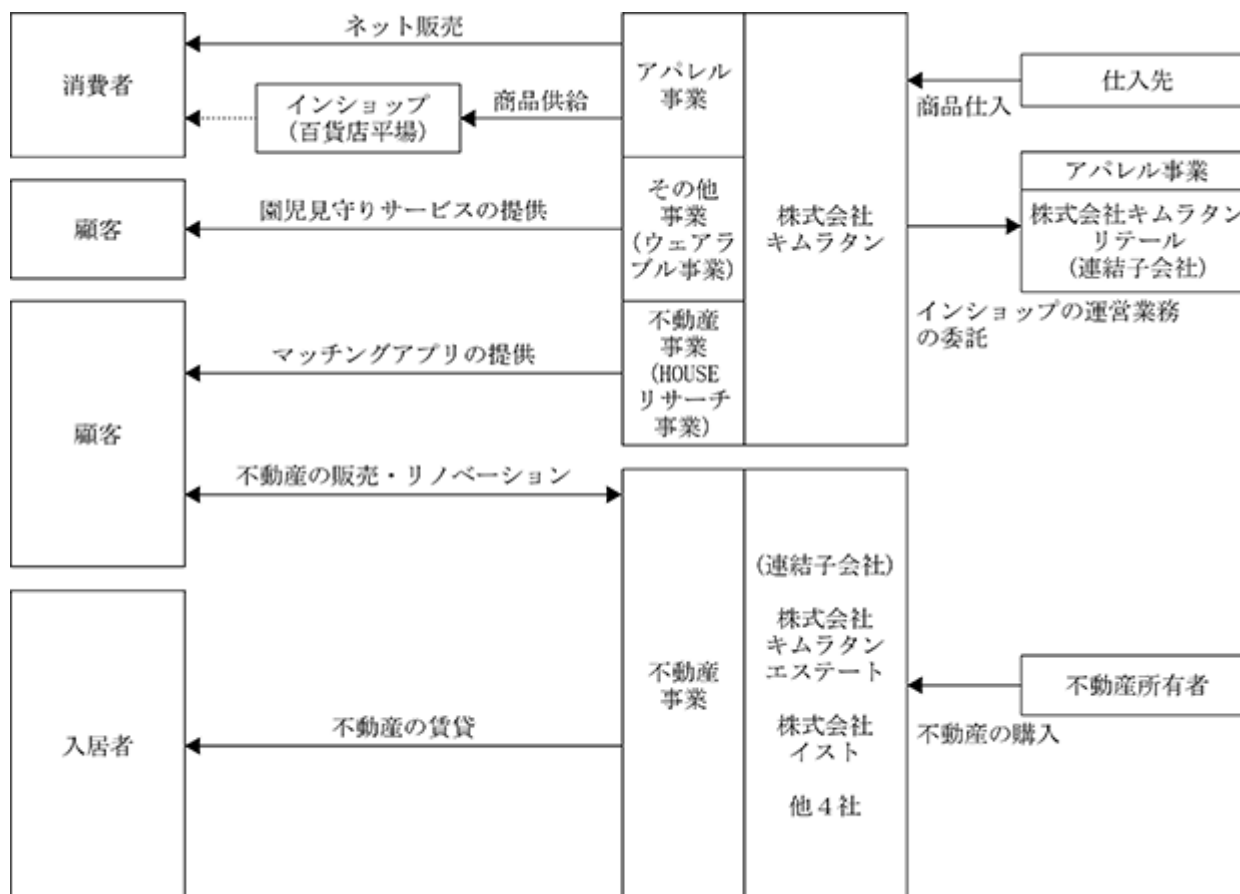 ネット販売
消費者
インショップ
(百貨店平場)
商品供給
アパレル
事業
仕入先
商品仕入
顧客
園児見守りサービスの提供
その他
事業
(ウェアラ
ブル事業)
株式会社
キムラタン
アパレル事業
株式会社キムラタン
リテール
(連結子会社)
インショップの運営業務
の委託
顧客
マッチングアプリの提供
不動産
事業
(HOUSE
リサーチ
事業)
不動産の販売・リノベーション
入居者
不動産の賃貸
不動産
事業
(連結子会社)
株式会社
キムラタン
エステート
株式会社
イスト
他4社
不動産所有者
不動産の購入